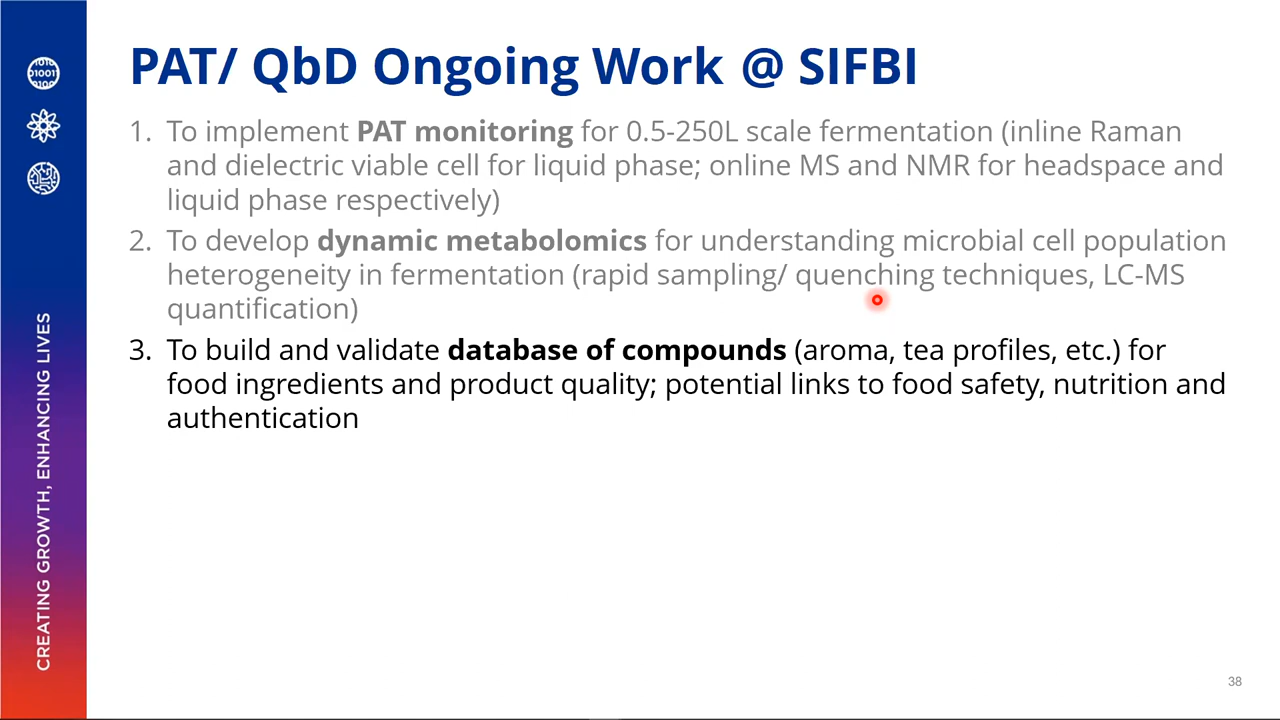 PAT/ QbD Ongoing Work @ SIFBI
1. To implement PAT monitoring for 0.5-250L scale fermentation (inline Raman
and dielectric viable cell for liquid phase; online MS and NMR for headspace and
liquid phase respectively)
2. To develop dynamic metabolomics for understanding microbial cell population
heterogeneity in fermentation (rapid sampling/ quenching techniques, LC-MS
quantification)
3. To build and validate database of compounds (aroma, tea profiles, etc.) for
food ingredients and product quality; potential links to food safety, nutrition and
authentication
CREATING GROWTH, ENHANCING LIVES
38